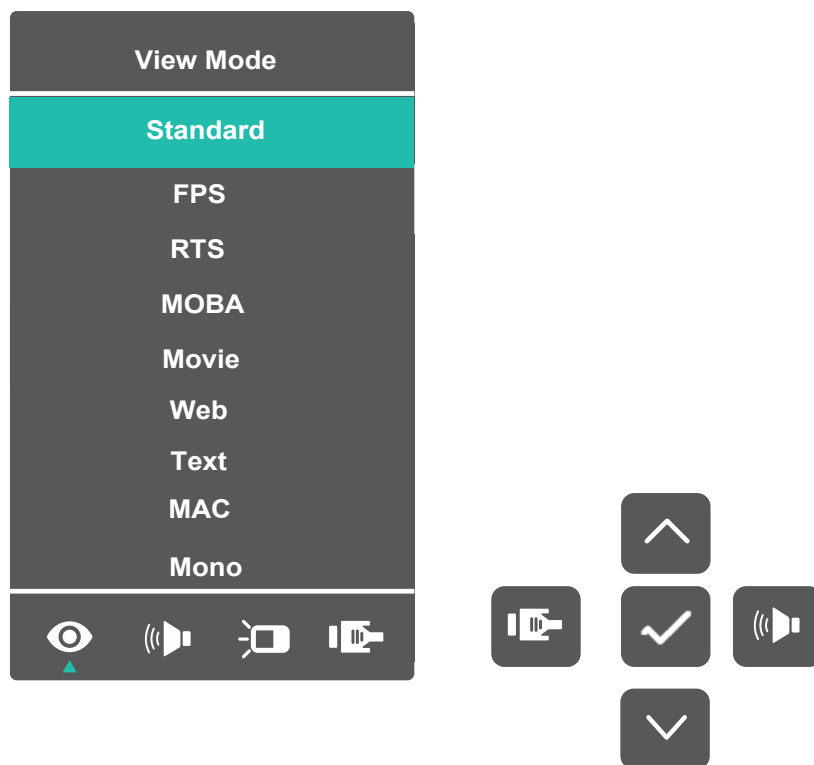 View Mode
Standard
FPS
RTS
MOBA
Movie
Web
Text
MAC
Mono